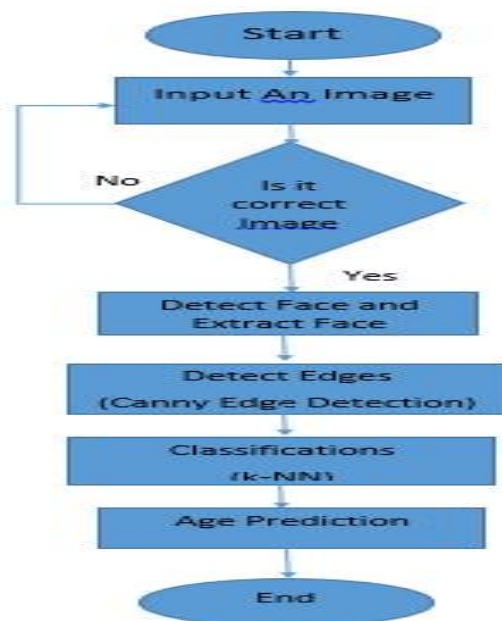 Start
Input An Image
No
Is it
correct
Image
Yes
Detect Face and
Extract Face
Detect Edges
(Canny Edge Detection)
Classifications
(k-NN)
Age Prediction
End